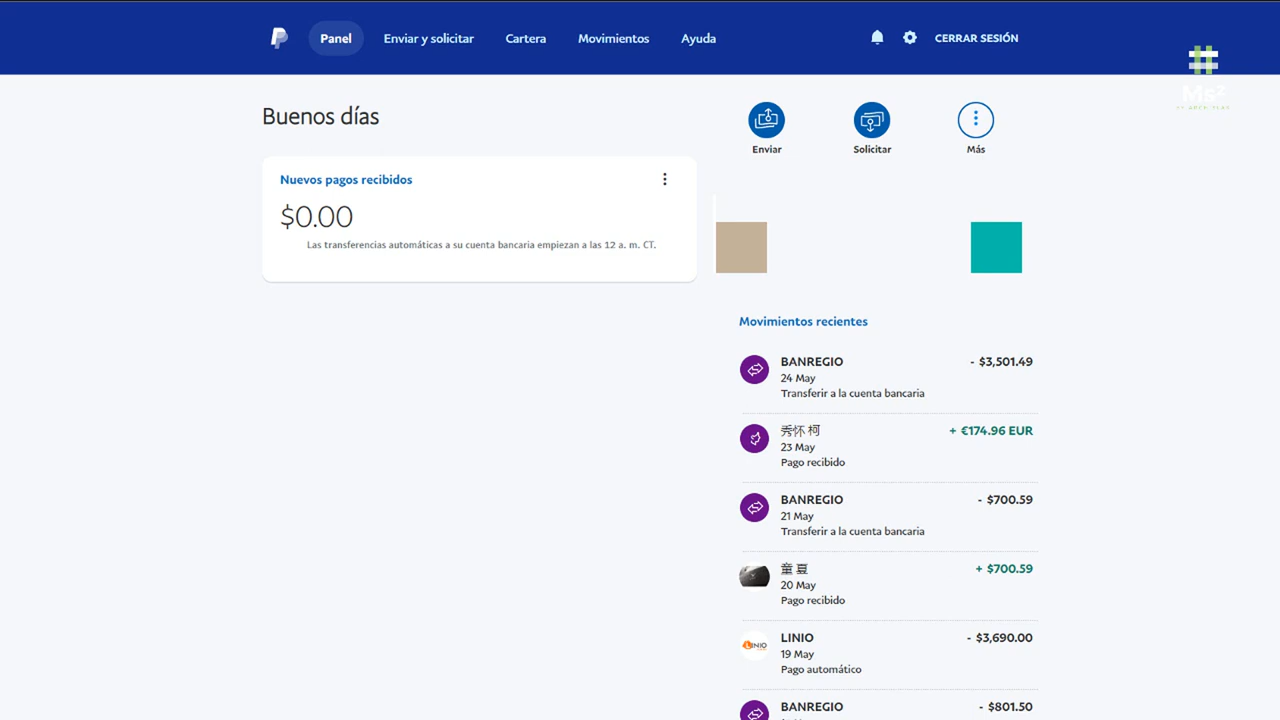 Panel
Enviar y solicitar
Cartera
Movimientos
Ayuda
CERRAR SESIÓN
Ms²
Buenos días
Enviar
Solicitar
Más
Nuevos pagos recibidos
$0.00
Las transferencias automáticas a su cuenta bancaria empiezan a las 12 a. m. CT.
Movimientos recientes
BANREGIO - $3,501.49
24 May
Transferir a la cuenta bancaria
秀怀 柯 + €174.96 EUR
23 May
Pago recibido
BANREGIO - $700.59
21 May
Transferir a la cuenta bancaria
童 夏 + $700.59
20 May
Pago recibido
LINIO LINIO - $3,690.00
19 May
Pago automático
BANREGIO - $801.50